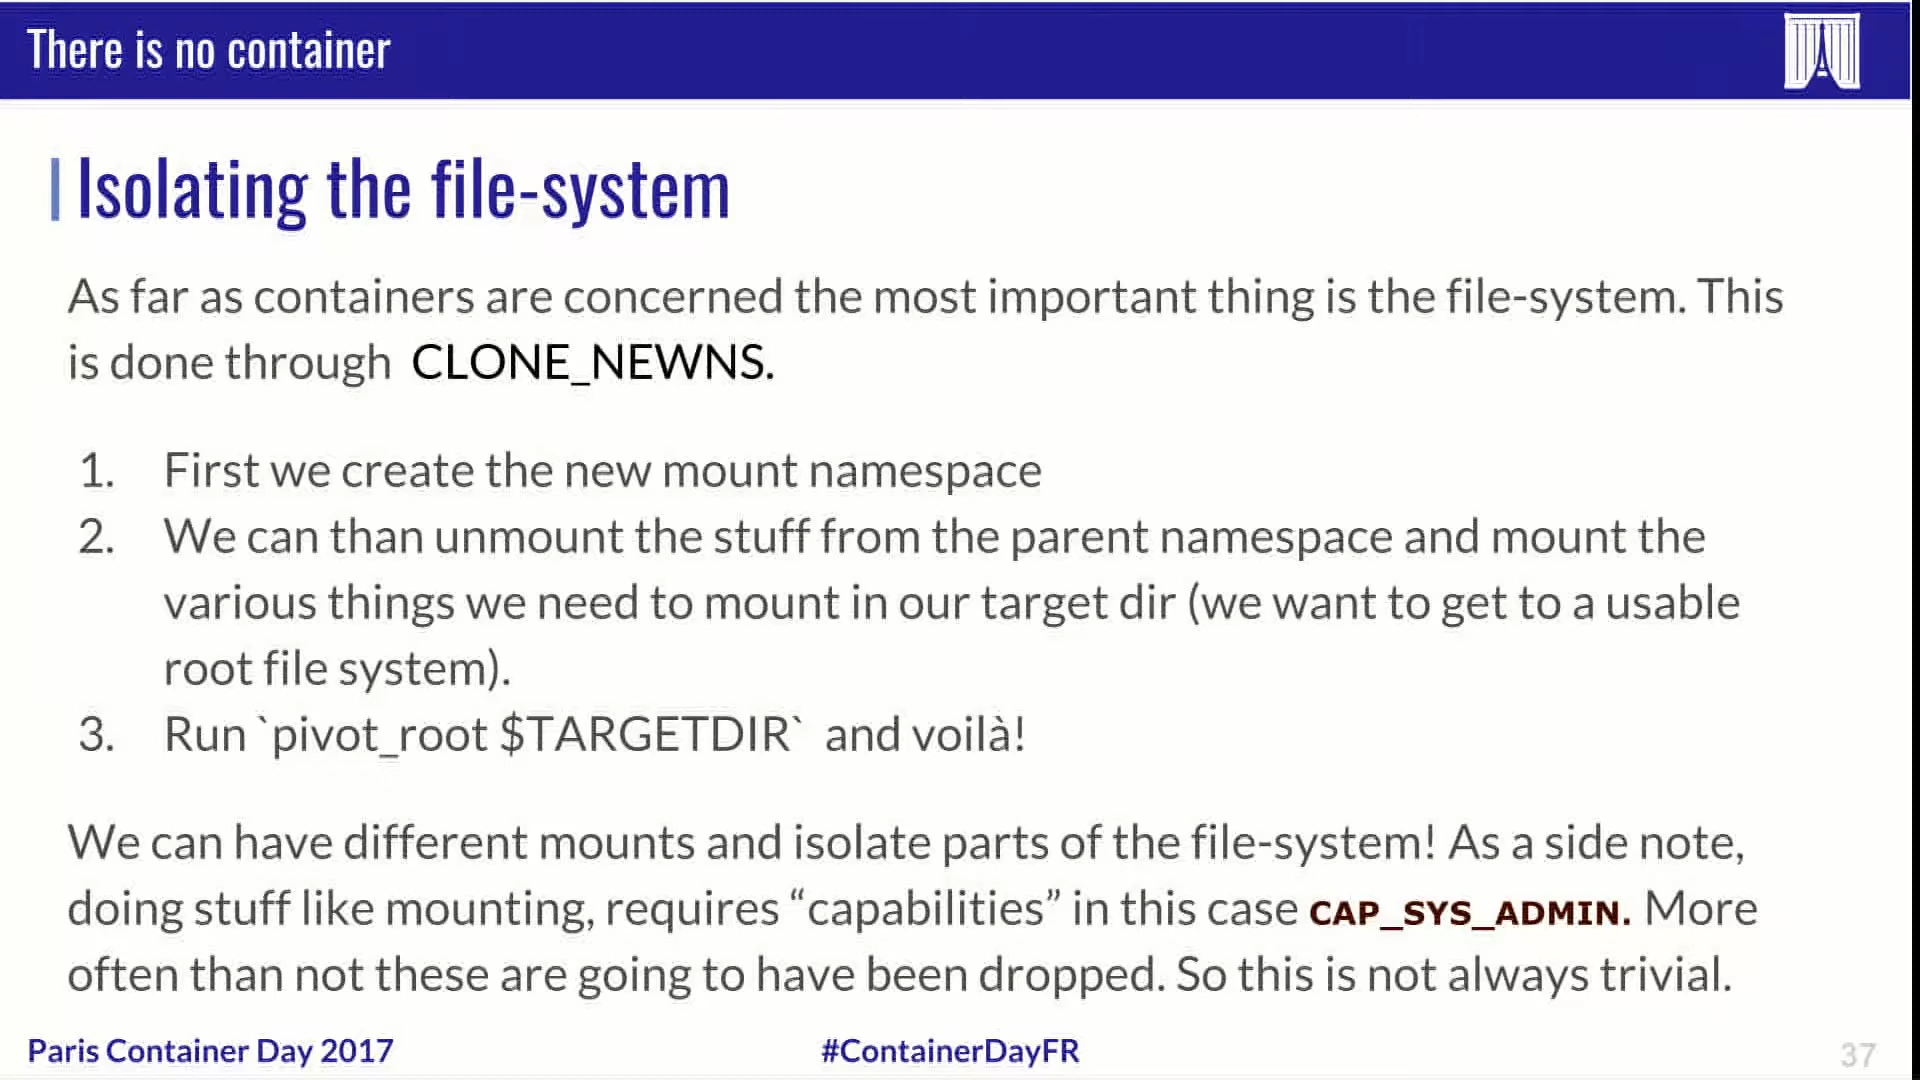 There is no container
Isolating the file-system
As far as containers are concerned the most important thing is the file-system. This
is done through CLONE_NEWNS.
1. First we create the new mount namespace
2. We can than unmount the stuff from the parent namespace and mount the
various things we need to mount in our target dir (we want to get to a usable
root file system).
3. Run `pivot_root $TARGETDIR` and voilà!
We can have different mounts and isolate parts of the file-system! As a side note,
doing stuff like mounting, requires “capabilities” in this case CAP_SYS_ADMIN. More
often than not these are going to have been dropped. So this is not always trivial.
Paris Container Day 2017
#ContainerDayFR
37